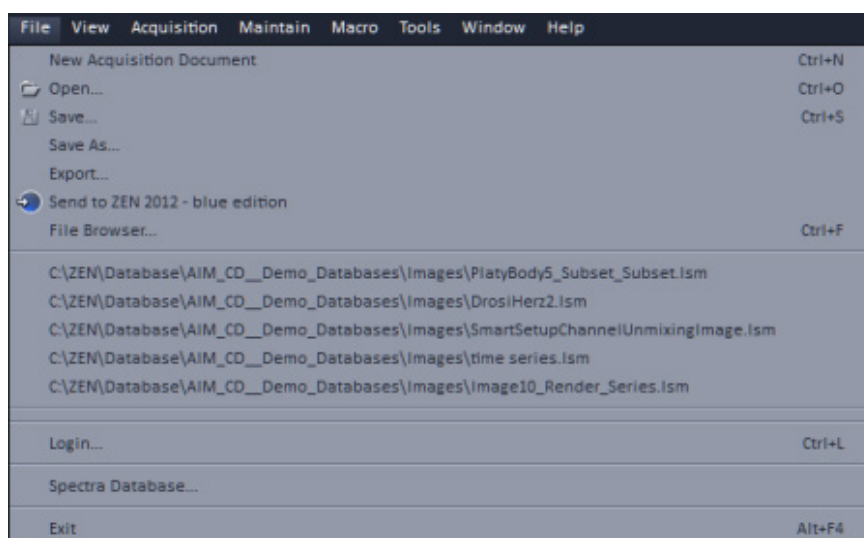 File View Acquisition Maintain Macro Tools Window Help
New Acquisition Document Ctrl+N
Open... Ctrl+O
Save... Ctrl+S
Save As...
Export...
Send to ZEN 2012 - blue edition
File Browser... Ctrl+F
C:\ZEN\Database\AIM_CD__Demo_Databases\Images\PlatyBody5_Subset_Subset.lsm
C:\ZEN\Database\AIM_CD__Demo_Databases\Images\DrosiHerz2.lsm
C:\ZEN\Database\AIM_CD__Demo_Databases\Images\SmartSetupChannelUnmixingImage.lsm
C:\ZEN\Database\AIM_CD__Demo_Databases\Images\time series.lsm
C:\ZEN\Database\AIM_CD__Demo_Databases\Images\Image10_Render_Series.lsm
Login... Ctrl+L
Spectra Database...
Exit Alt+F4